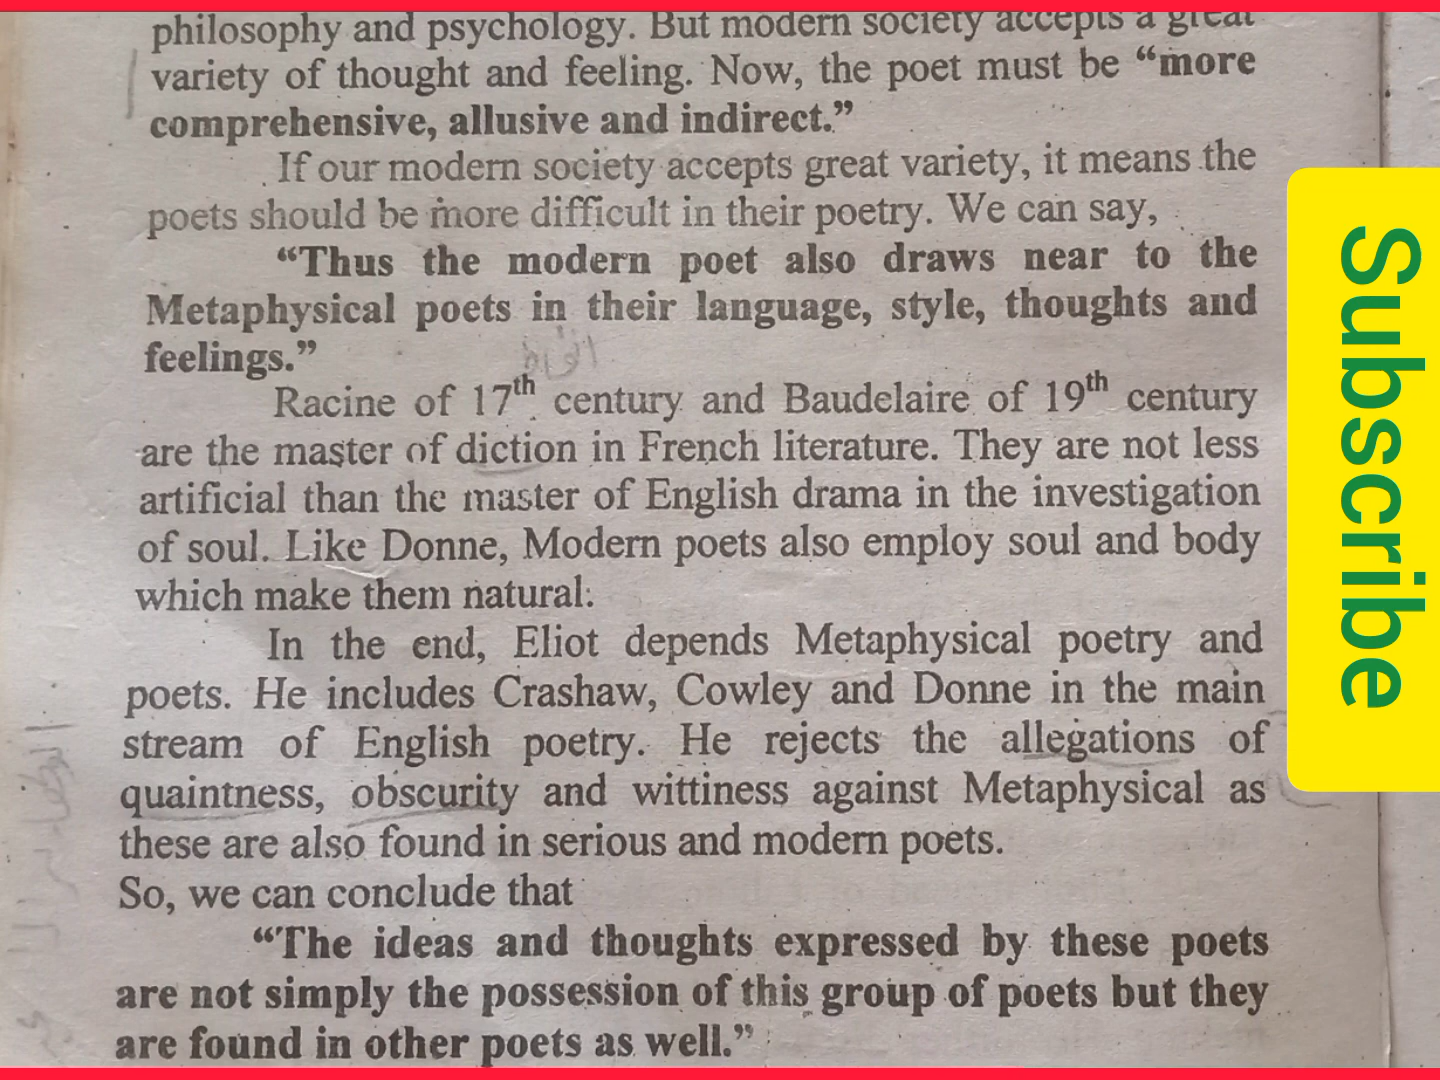 philosophy and psychology. But modern society accepts a great
variety of thought and feeling. Now, the poet must be “more
comprehensive, allusive and indirect.”
If our modern society accepts great variety, it means the
poets should be more difficult in their poetry. We can say,
“Thus the modern poet also draws near to the
Metaphysical poets in their language, style, thoughts and
feelings.”
Racine of 17th century and Baudelaire of 19th century
are the master of diction in French literature. They are not less
artificial than the master of English drama in the investigation
of soul. Like Donne, Modern poets also employ soul and body
which make them natural.
In the end, Eliot depends Metaphysical poetry and
poets. He includes Crashaw, Cowley and Donne in the main
stream of English poetry. He rejects the allegations of
quaintness, obscurity and wittiness against Metaphysical as
these are also found in serious and modern poets.
So, we can conclude that
“The ideas and thoughts expressed by these poets
are not simply the possession of this group of poets but they
are found in other poets as well.”
Subscribe